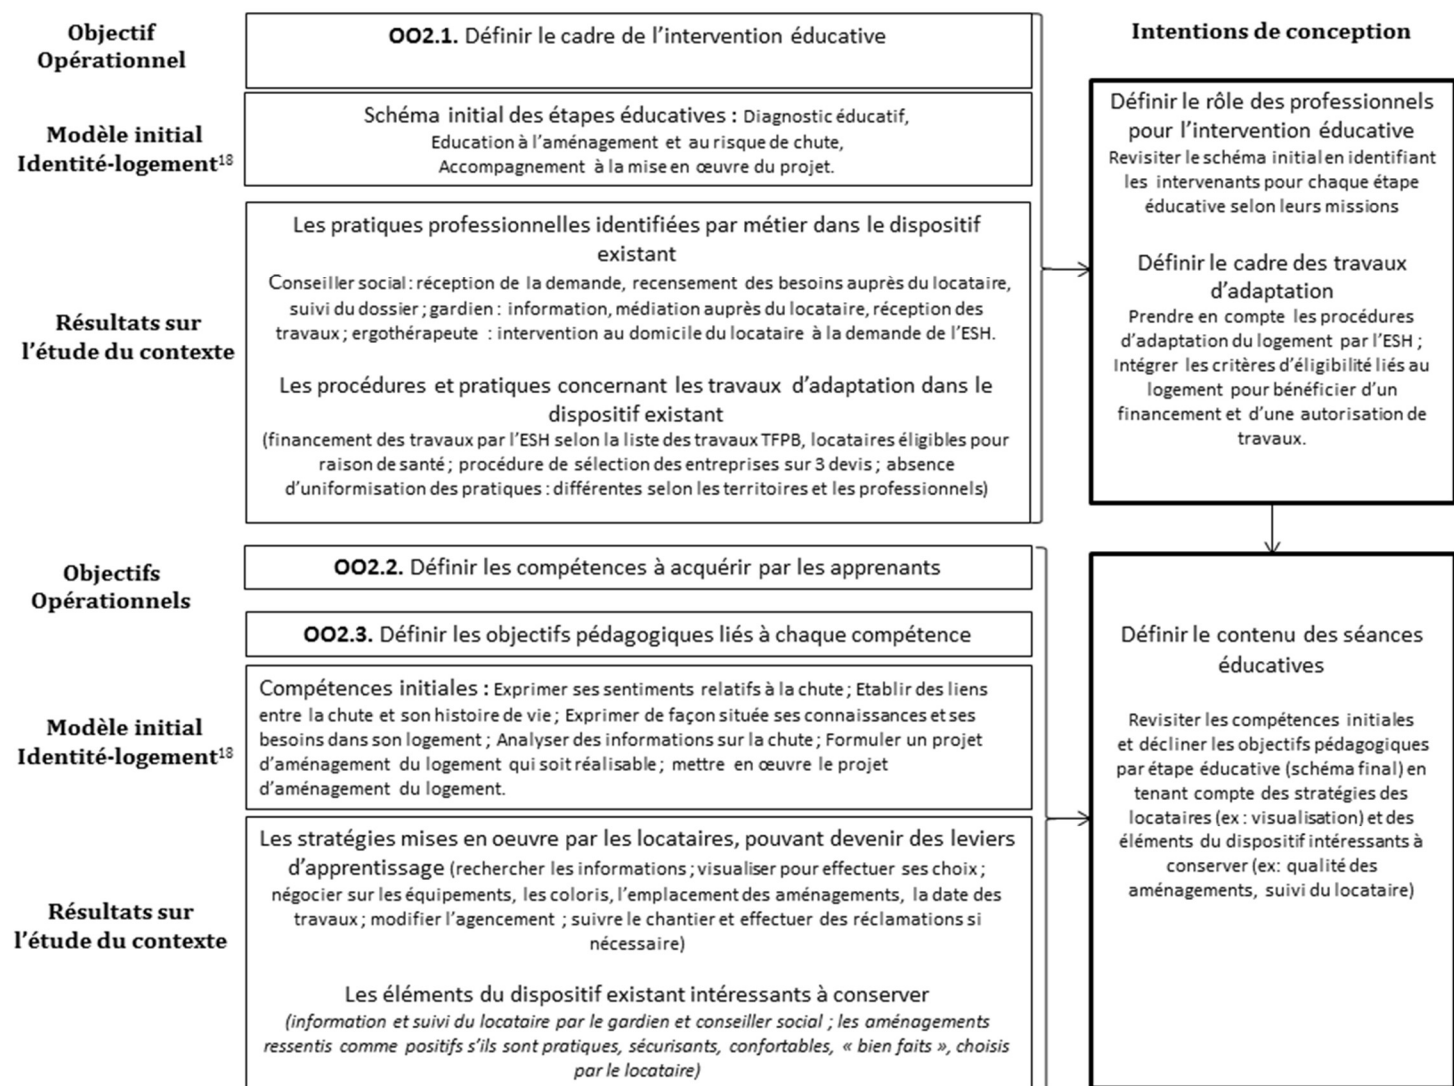 Objectif
Opérationnel
OO2.1. Définir le cadre de l'intervention éducative
Intentions de conception
Modèle initial
Identité-logement18
Schéma initial des étapes éducatives : Diagnostic éducatif,
Education à l'aménagement et au risque de chute,
Accompagnement à la mise en œuvre du projet.
Résultats sur
l'étude du contexte
Les pratiques professionnelles identifiées par métier dans le dispositif
existant
Conseiller social : réception de la demande, recensement des besoins auprès du locataire,
suivi du dossier ; gardien : information, médiation auprès du locataire, réception des
travaux ; ergothérapeute : intervention au domicile du locataire à la demande de l'ESH.
Les procédures et pratiques concernant les travaux d'adaptation dans le
dispositif existant
(financement des travaux par l'ESH selon la liste des travaux TFPB, locataires éligibles pour
raison de santé ; procédure de sélection des entreprises sur 3 devis ; absence
d'uniformisation des pratiques : différentes selon les territoires et les professionnels)
Définir le rôle des professionnels
pour l'intervention éducative
Revisiter le schéma initial en identifiant
les intervenants pour chaque étape
éducative selon leurs missions
Définir le cadre des travaux
d'adaptation
Prendre en compte les procédures
d'adaptation du logement par l'ESH ;
Intégrer les critères d'éligibilité liés au
logement pour bénéficier d'un
financement et d'une autorisation de
travaux.
Objectifs
Opérationnels
OO2.2. Définir les compétences à acquérir par les apprenants
OO2.3. Définir les objectifs pédagogiques liés à chaque compétence
Modèle initial
Identité-logement18
Compétences initiales : Exprimer ses sentiments relatifs à la chute ; Etablir des liens
entre la chute et son histoire de vie ; Exprimer de façon située ses connaissances et ses
besoins dans son logement ; Analyser des informations sur la chute ; Formuler un projet
d'aménagement du logement qui soit réalisable ; mettre en œuvre le projet
d'aménagement du logement.
Résultats sur
l'étude du contexte
Les stratégies mises en oeuvre par les locataires, pouvant devenir des leviers
d'apprentissage (rechercher les informations ; visualiser pour effectuer ses choix ;
négocier sur les équipements, les coloris, l'emplacement des aménagements, la date des
travaux ; modifier l'agencement ; suivre le chantier et effectuer des réclamations si
nécessaire)
Les éléments du dispositif existant intéressants à conserver
(information et suivi du locataire par le gardien et conseiller social ; les aménagements
ressentis comme positifs s'ils sont pratiques, sécurisants, confortables, « bien faits », choisis
par le locataire)
Définir le contenu des séances
éducatives
Revisiter les compétences initiales
et décliner les objectifs pédagogiques
par étape éducative (schéma final) en
tenant compte des stratégies des
locataires (ex : visualisation) et des
éléments du dispositif intéressants à
conserver (ex: qualité des
aménagements, suivi du locataire)